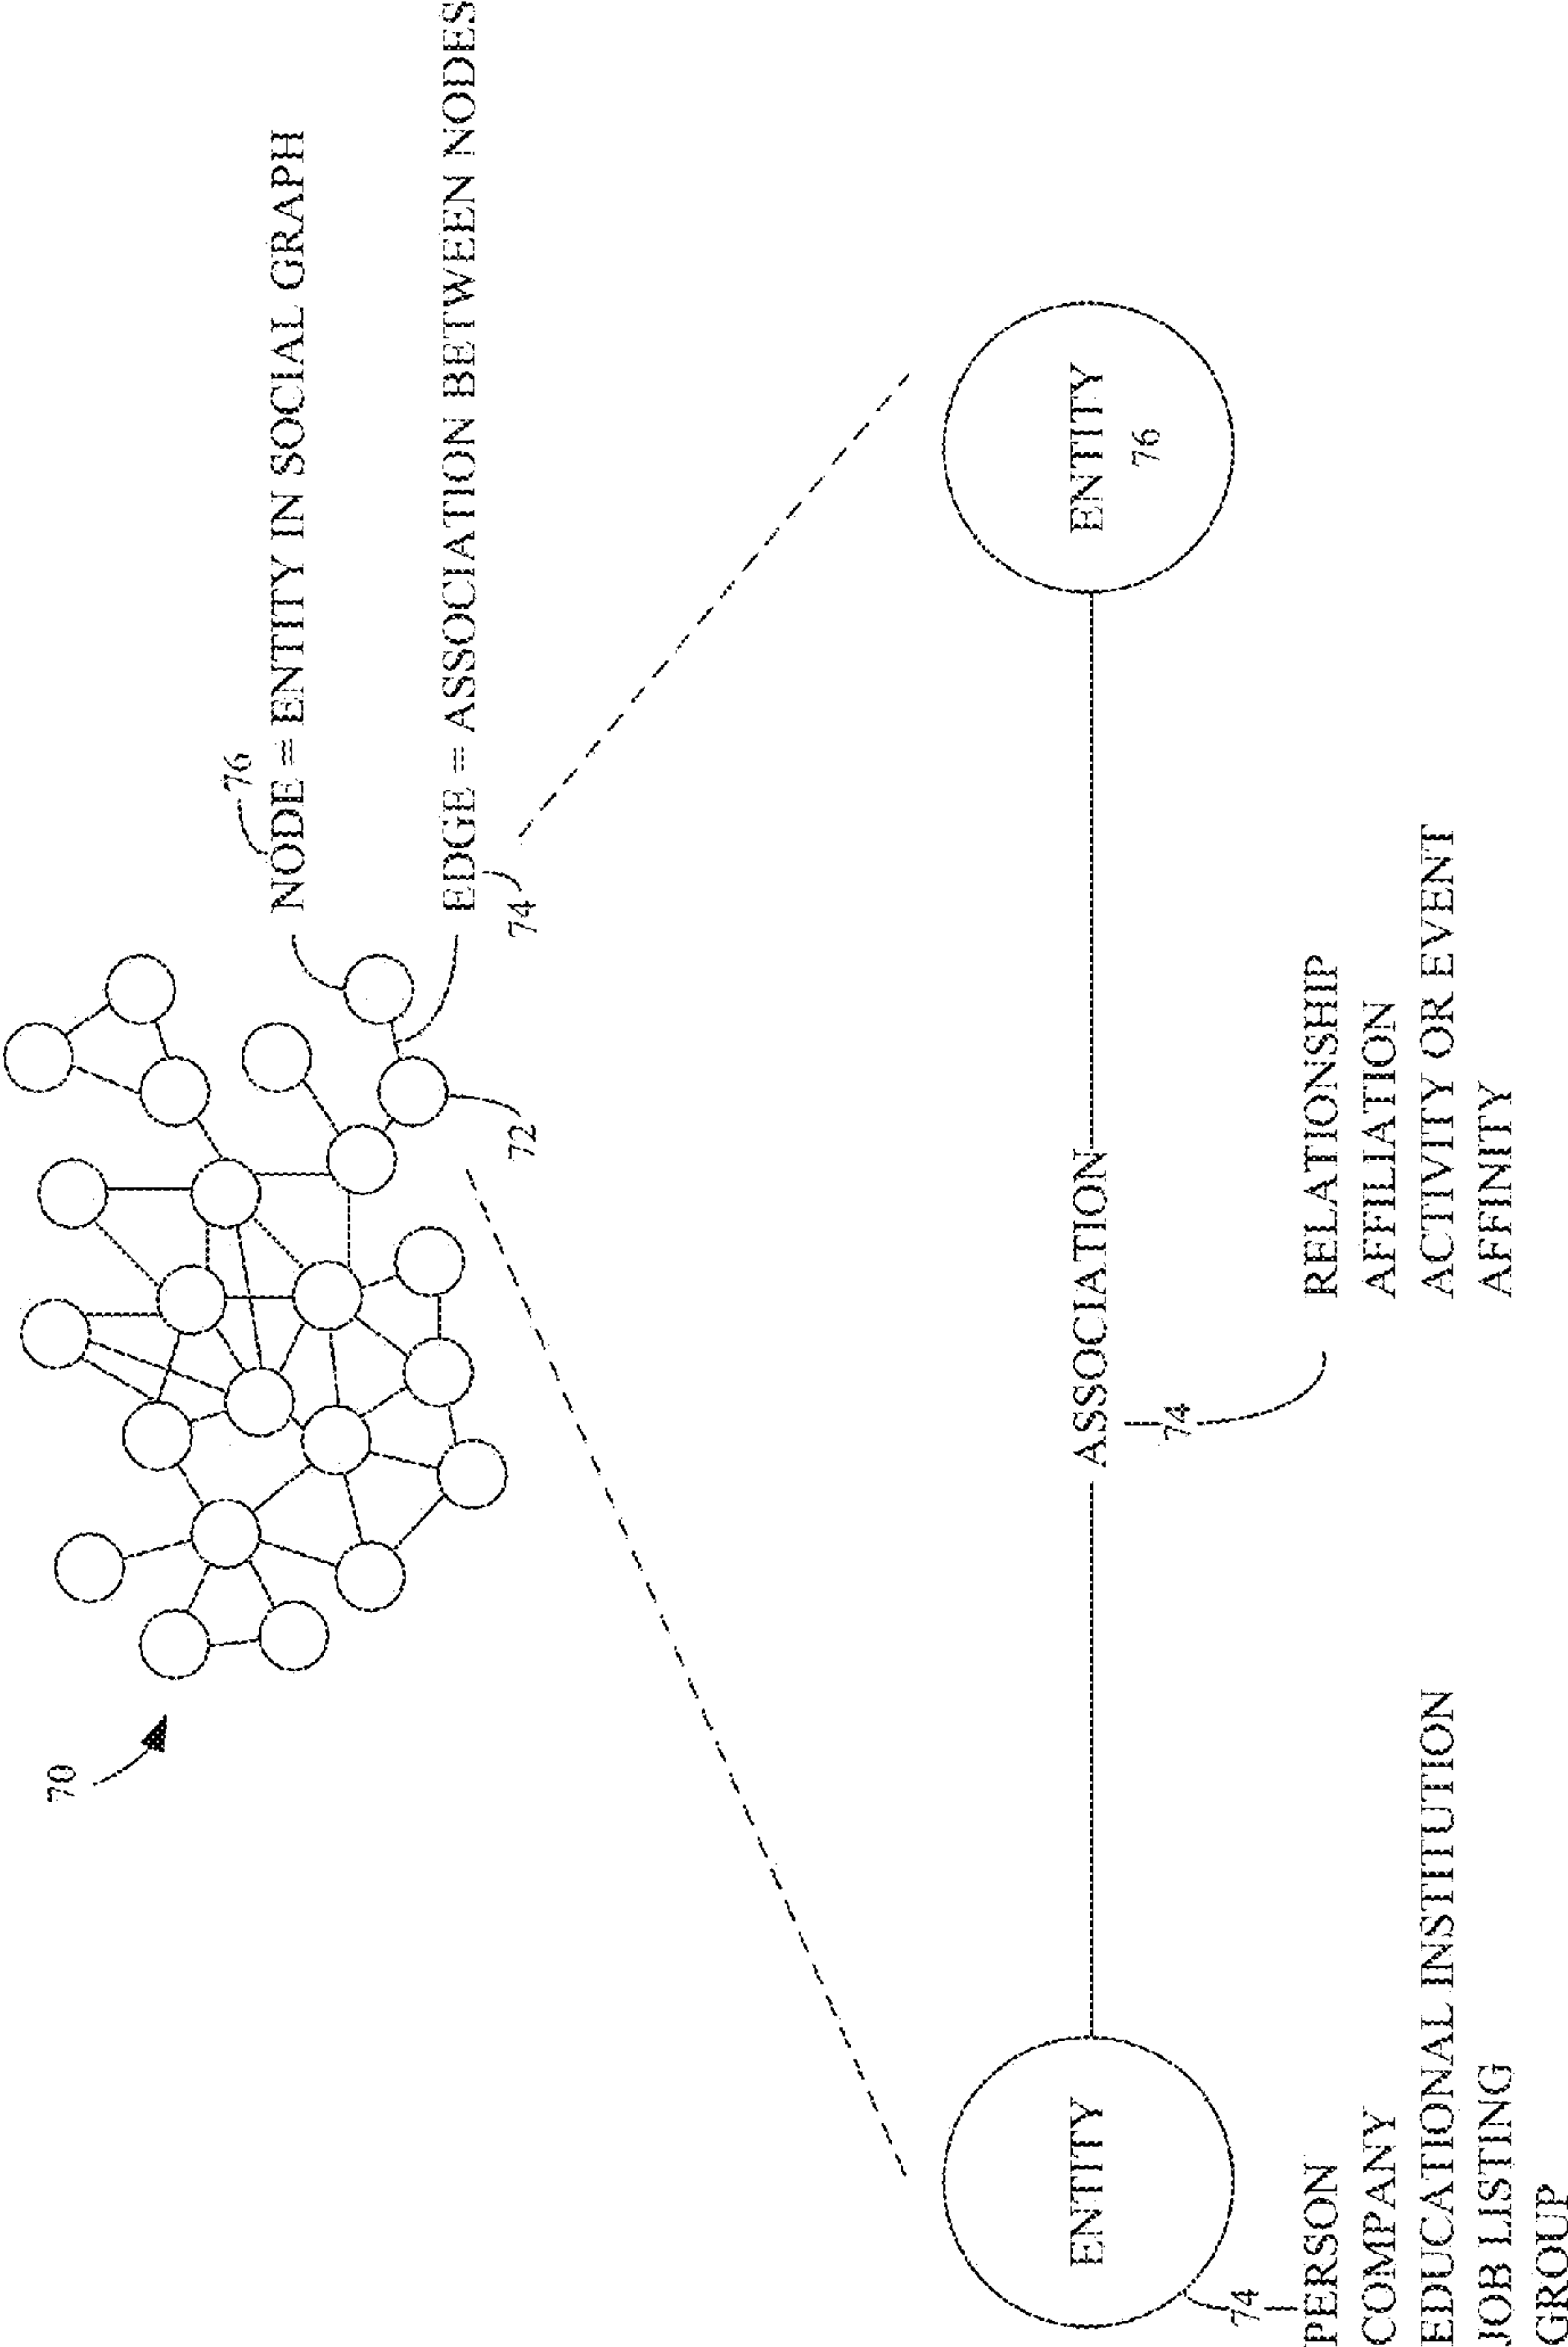 70
76
NODE = ENTITY IN SOCIAL GRAPH
EDGE = ASSOCIATION BETWEEN NODES
74
72
ENTITY
ASSOCIATION
ENTITY
76
74
74
PERSON
COMPANY
EDUCATIONAL INSTITUTION
JOB LISTING
GROUP
RELATIONSHIP
AFFILIATION
ACTIVITY OR EVENT
AFFINITY